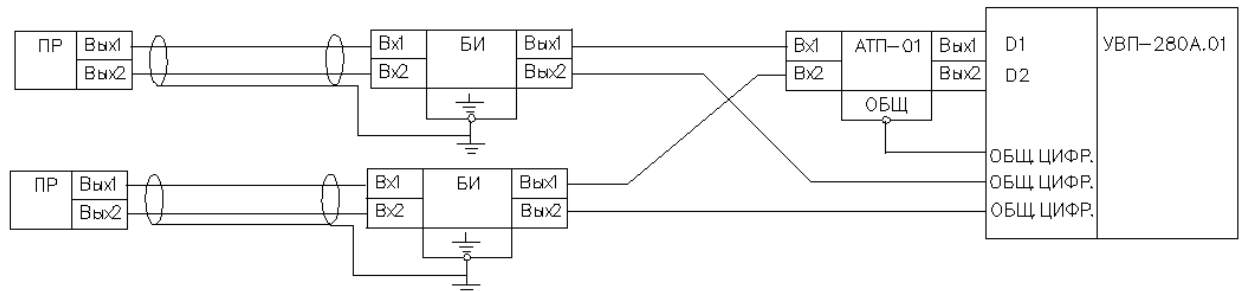 ПР Вых1 Вх1 БИ Вых1 Вх1 АТП-01 Вых1 D1 УВП-280А.01
Вых2 Вх2 Вых2 Вх2 Вых2 D2
ОБЩ
ОБЩ. ЦИФР.
ПР Вых1 Вх1 БИ Вых1 ОБЩ. ЦИФР.
Вых2 Вх2 Вых2 ОБЩ. ЦИФР.